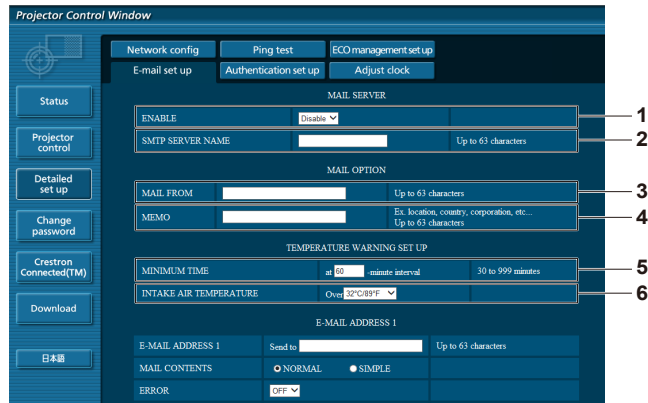 Projector Control Window
Network config Ping test ECO management set up
E-mail set up Authentication set up Adjust clock
Status
Projector control
Detailed set up
Change password
Crestron Connected(TM)
Download
日本語
MAIL SERVER
ENABLE Disable 1
SMTP SERVER NAME Up to 63 characters 2
MAIL OPTION
MAIL FROM Up to 63 characters 3
MEMO Ex. location, country, corporation, etc... 4
Up to 63 characters
TEMPERATURE WARNING SET UP
MINIMUM TIME at 60 -minute interval 30 to 999 minutes 5
INTAKE AIR TEMPERATURE Over 32°C/89°F 6
E-MAIL ADDRESS 1
E-MAIL ADDRESS 1 Send to Up to 63 characters
MAIL CONTENTS NORMAL SIMPLE
ERROR OFF